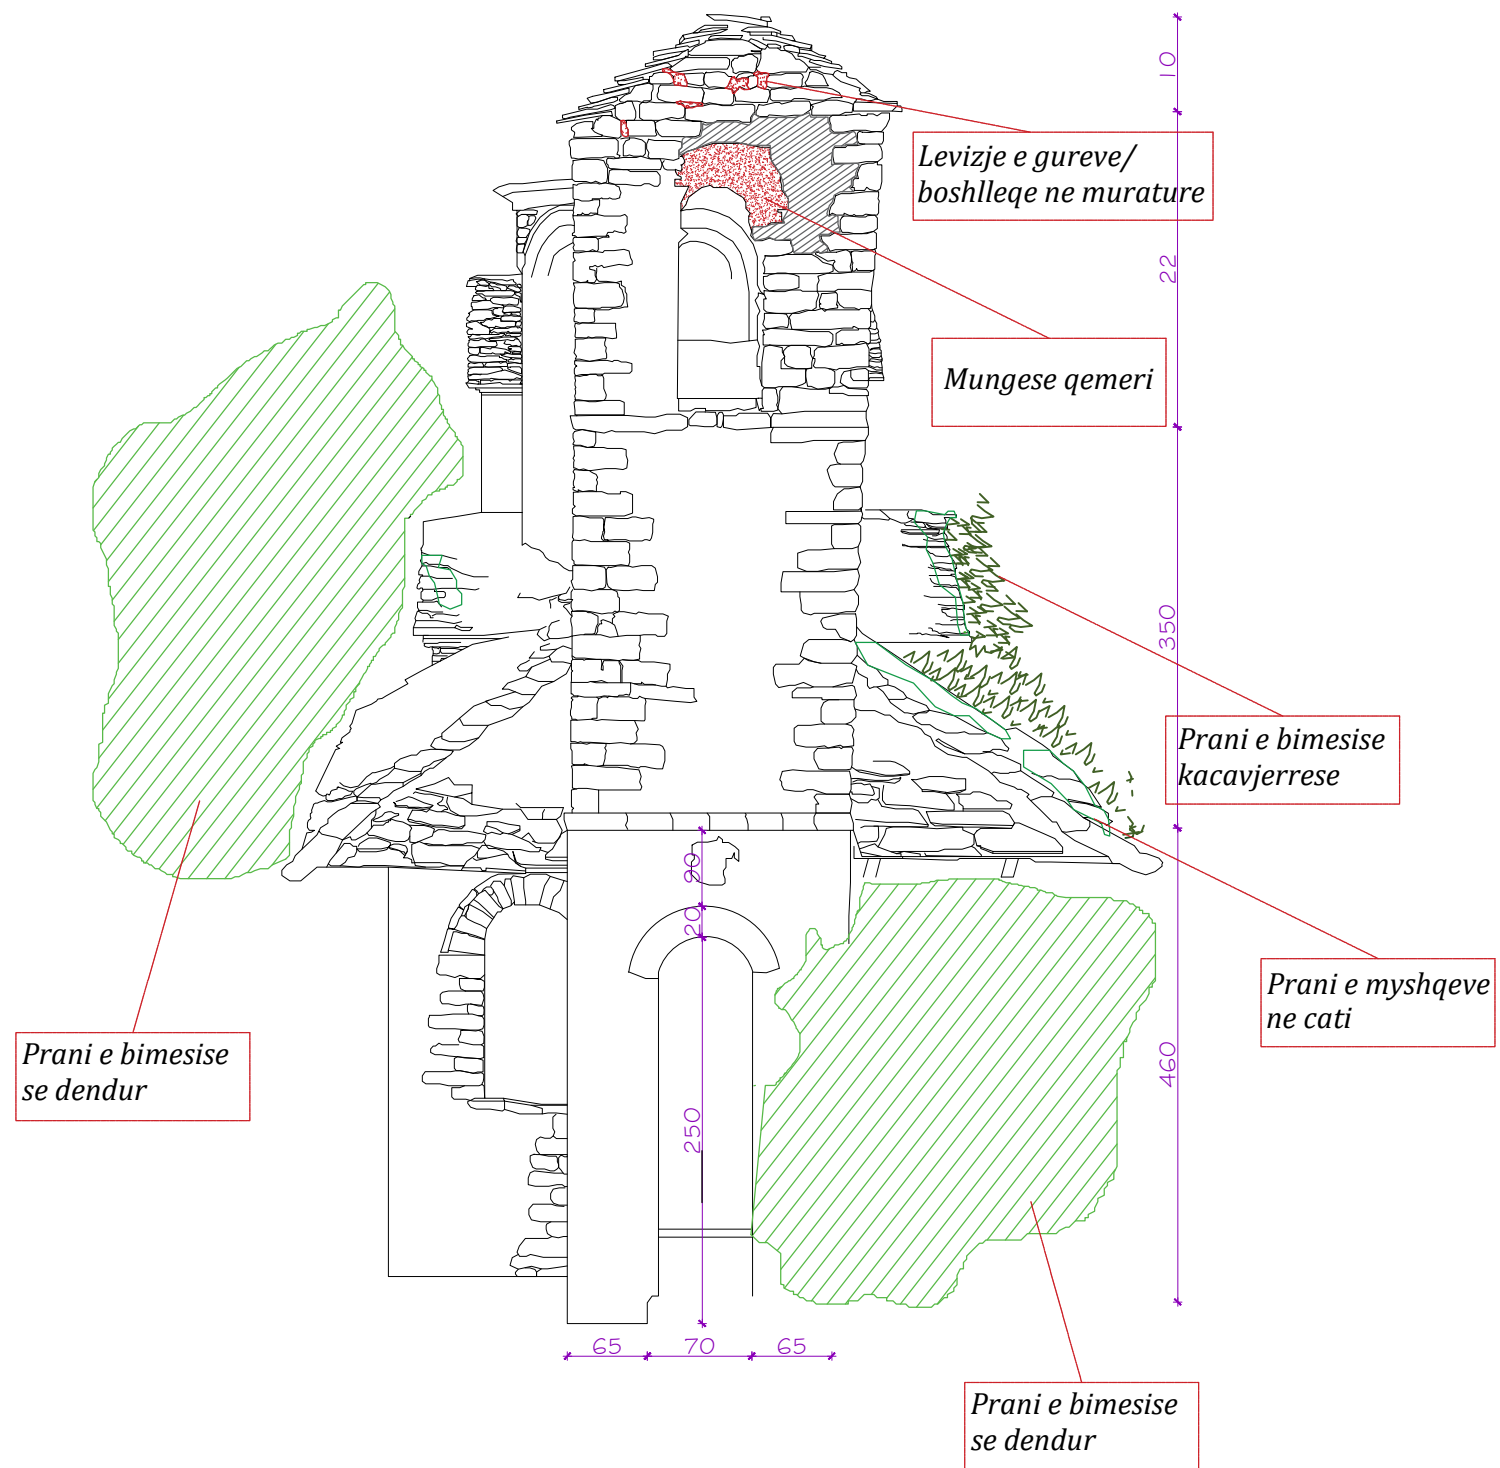 10
Levizje e gureve/
boshlleqe ne murature
22
Mungese qemeri
350
Prani e bimesise
kacavjerrese
90
20
Prani e myshqeve
ne cati
Prani e bimesise
se dendur
460
250
65 70 65
Prani e bimesise
se dendur